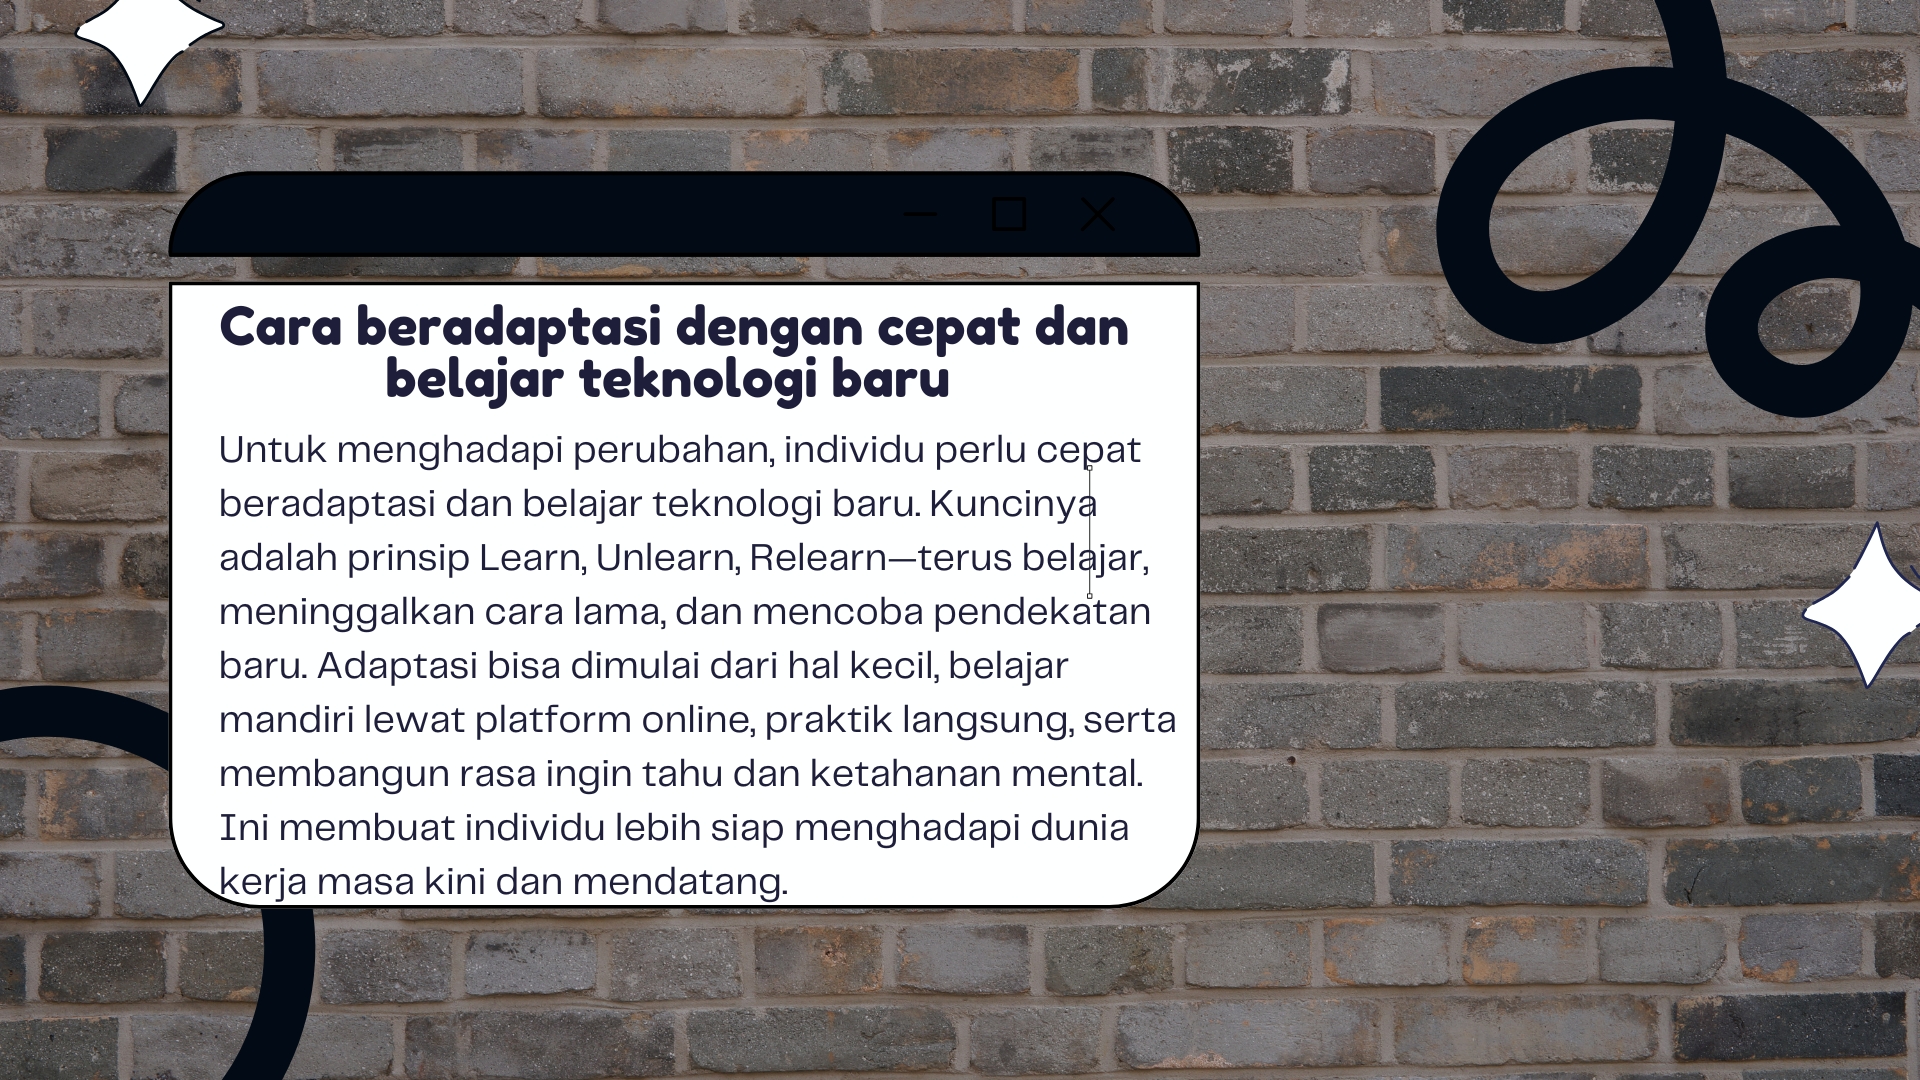 Cara beradaptasi dengan cepat dan
belajar teknologi baru
Untuk menghadapi perubahan, individu perlu cepat
beradaptasi dan belajar teknologi baru. Kuncinya
adalah prinsip Learn, Unlearn, Relearn—terus belajar,
meninggalkan cara lama, dan mencoba pendekatan
baru. Adaptasi bisa dimulai dari hal kecil, belajar
mandiri lewat platform online, praktik langsung, serta
membangun rasa ingin tahu dan ketahanan mental.
Ini membuat individu lebih siap menghadapi dunia
kerja masa kini dan mendatang.